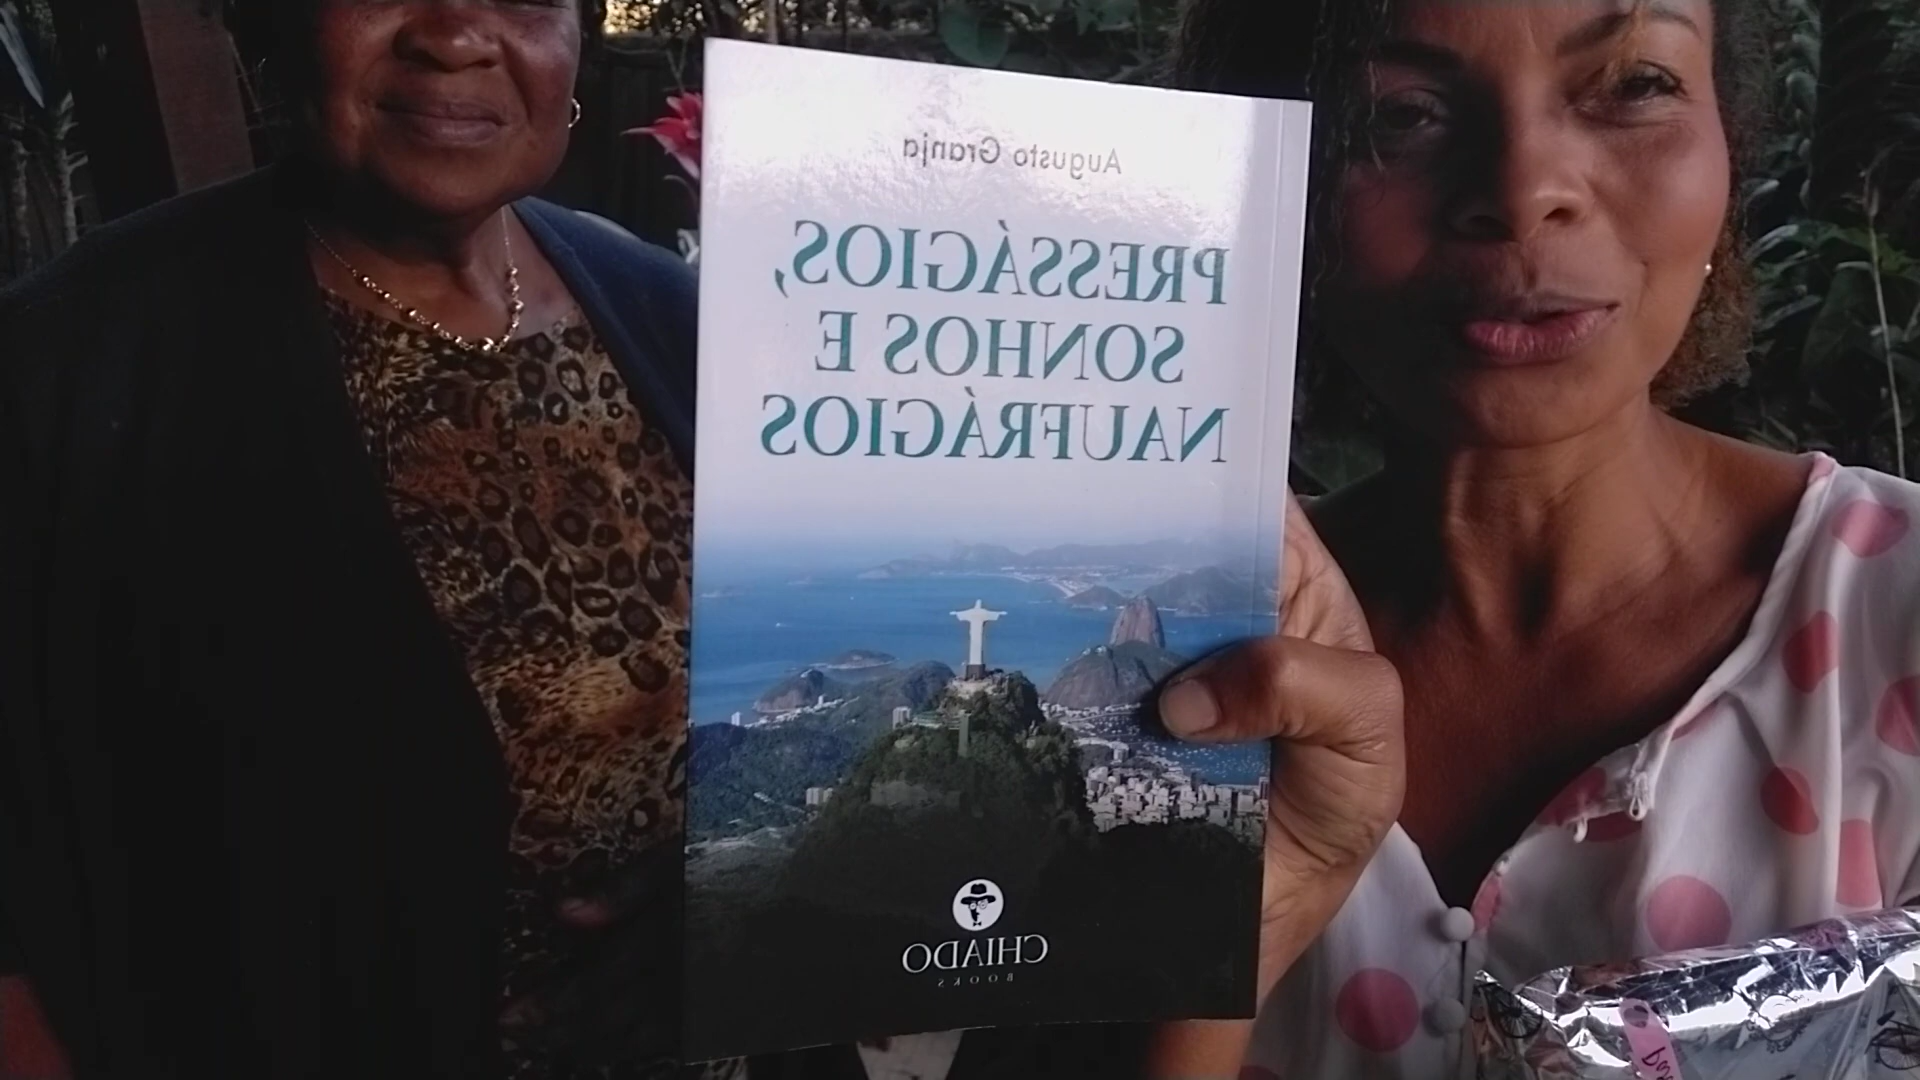 Augusto Granja
PRESSÁGIOS,
SONHOS E
NAUFRÁGIOS
CHIADO
BOOKS